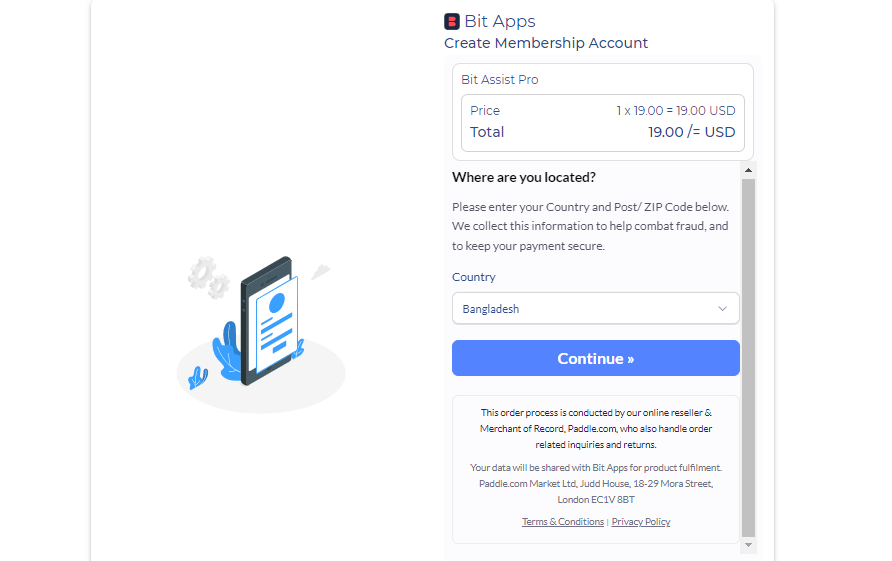 Bit Apps
Create Membership Account
Bit Assist Pro
Price 1 x 19.00 = 19.00 USD
Total 19.00 /= USD
Where are you located?
Please enter your Country and Post/ ZIP Code below.
We collect this information to help combat fraud, and
to keep your payment secure.
Country
Bangladesh
Continue »
This order process is conducted by our online reseller &
Merchant of Record, Paddle.com, who also handle order
related inquiries and returns.
Your data will be shared with Bit Apps for product fulfilment.
Paddle.com Market Ltd, Judd House, 18-29 Mora Street,
London EC1V 8BT
Terms & Conditions | Privacy Policy